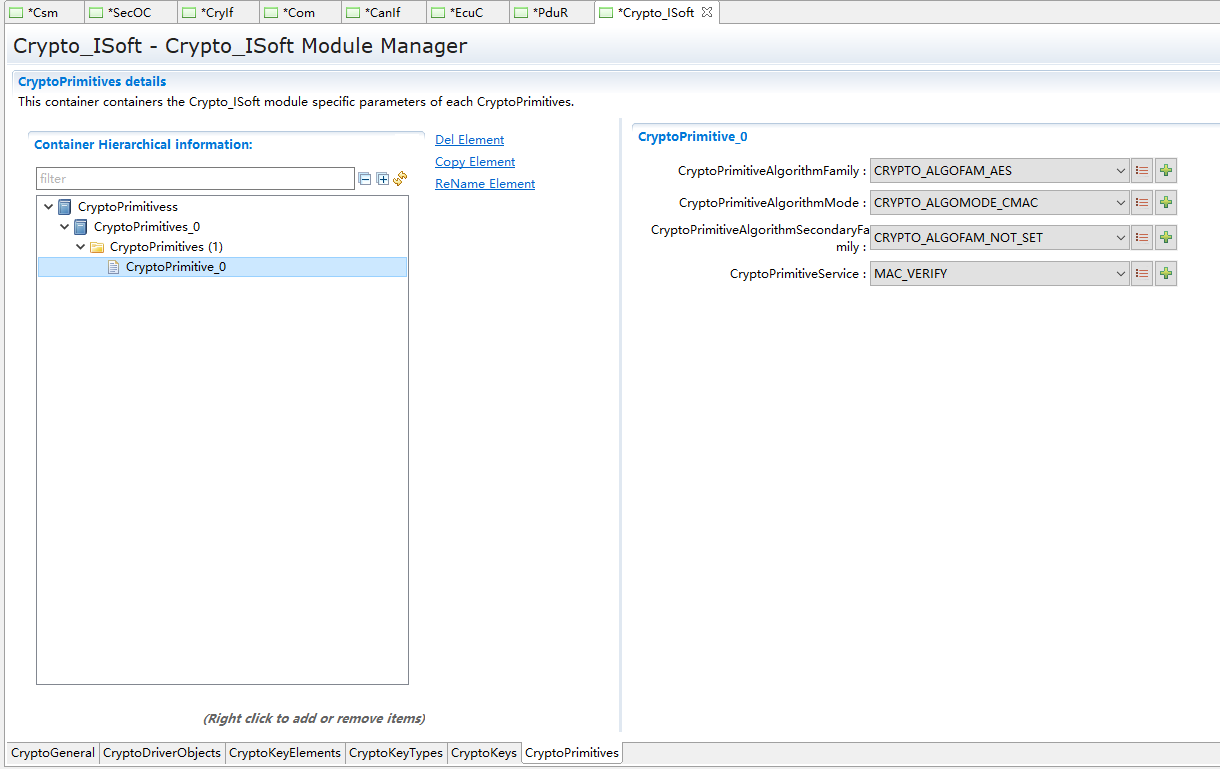 *Csm *SecOC *CryIf *Com *CanIf *EcuC *PduR *Crypto_ISoft
Crypto_ISoft - Crypto_ISoft Module Manager
CryptoPrimitives details
This container containers the Crypto_ISoft module specific parameters of each CryptoPrimitives.
Container Hierarchical information:
filter
CryptoPrimitivess
CryptoPrimitives_0
CryptoPrimitives (1)
CryptoPrimitive_0
(Right click to add or remove items)
Del Element
Copy Element
ReName Element
CryptoPrimitive_0
CryptoPrimitiveAlgorithmFamily : CRYPTO_ALGOFAM_AES
CryptoPrimitiveAlgorithmMode : CRYPTO_ALGOMODE_CMAC
CryptoPrimitiveAlgorithmSecondaryFa
mily : CRYPTO_ALGOFAM_NOT_SET
CryptoPrimitiveService : MAC_VERIFY
CryptoGeneral CryptoDriverObjects CryptoKeyElements CryptoKeyTypes CryptoKeys CryptoPrimitives